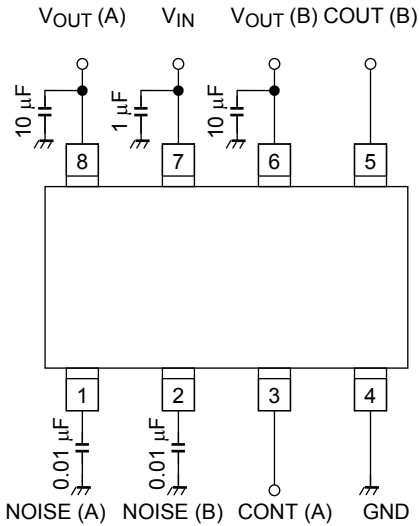 VOUT (A) VIN VOUT (B) COUT (B)
10 µF 1 µF 10 µF
8 7 6 5
1 2 3 4
0.01 µF 0.01 µF
NOISE (A) NOISE (B) CONT (A) GND